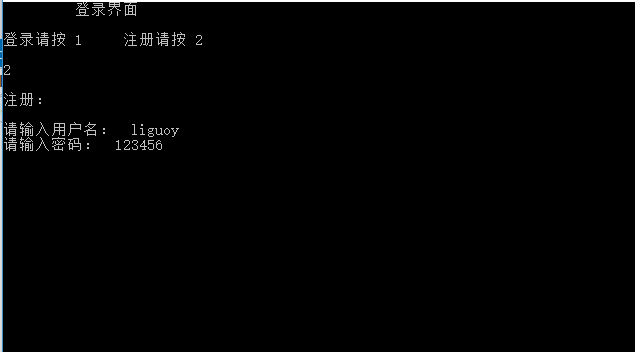 登录界面
登录请按 1 注册请按 2
2
注册：
请输入用户名： liguoy
请输入密码： 123456